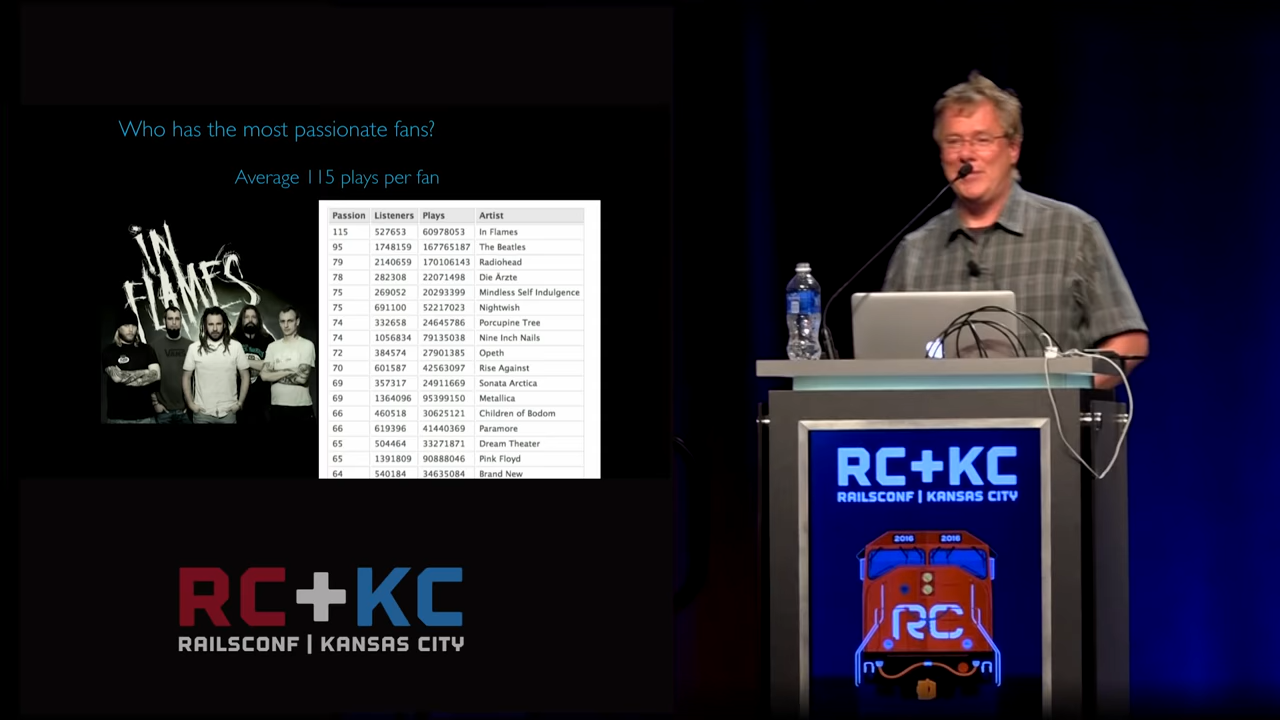 Who has the most passionate fans?
Average 115 plays per fan
IN
FLAMES
Passion Listeners Plays Artist
115 527653 60978053 In Flames
95 1748159 167765187 The Beatles
79 2140659 170106143 Radiohead
78 282308 22071498 Die Ärzte
75 269052 20293399 Mindless Self Indulgence
75 691100 52217023 Nightwish
74 332658 24645786 Porcupine Tree
74 1056834 79135038 Nine Inch Nails
72 384574 27901385 Opeth
70 601587 42563097 Rise Against
69 357317 24911669 Sonata Arctica
69 1364096 95399150 Metallica
66 460518 30625121 Children of Bodom
66 619396 41440369 Paramore
65 504464 33271871 Dream Theater
65 1391809 90888046 Pink Floyd
64 540184 34635084 Brand New
RC+KC
RAILSCONF | KANSAS CITY
RC+KC
RAILSCONF | KANSAS CITY
2016 2016
RC